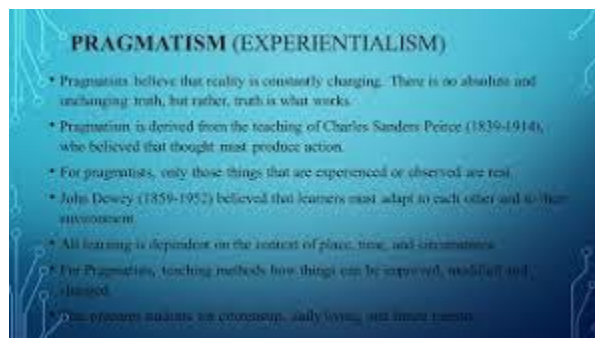 PRAGMATISM (EXPERIENTIALISM)
• Pragmatists believe that reality is constantly changing. There is no absolute and
unchanging truth, but rather, truth is what works.
• Pragmatism is derived from the teaching of Charles Sanders Peirce (1839-1914),
who believed that thought must produce action.
• For pragmatists, only those things that are experienced or observed are real.
• John Dewey (1859-1952) believed that learners must adapt to each other and to their
environment.
• All learning is dependent on the context of place, time, and circumstance.
• For Pragmatists, teaching methods how things can be improved, modified and
changed.
• prepares students for citizenship, daily living, and future